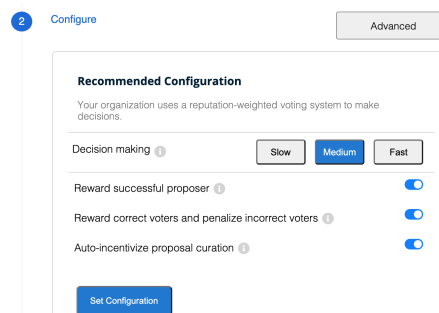 2
Configure
Advanced
Recommended Configuration
Your organization uses a reputation-weighted voting system to make
decisions.
Decision making
Slow
Medium
Fast
Reward successful proposer
Reward correct voters and penalize incorrect voters
Auto-incentivize proposal curation
Set Configuration